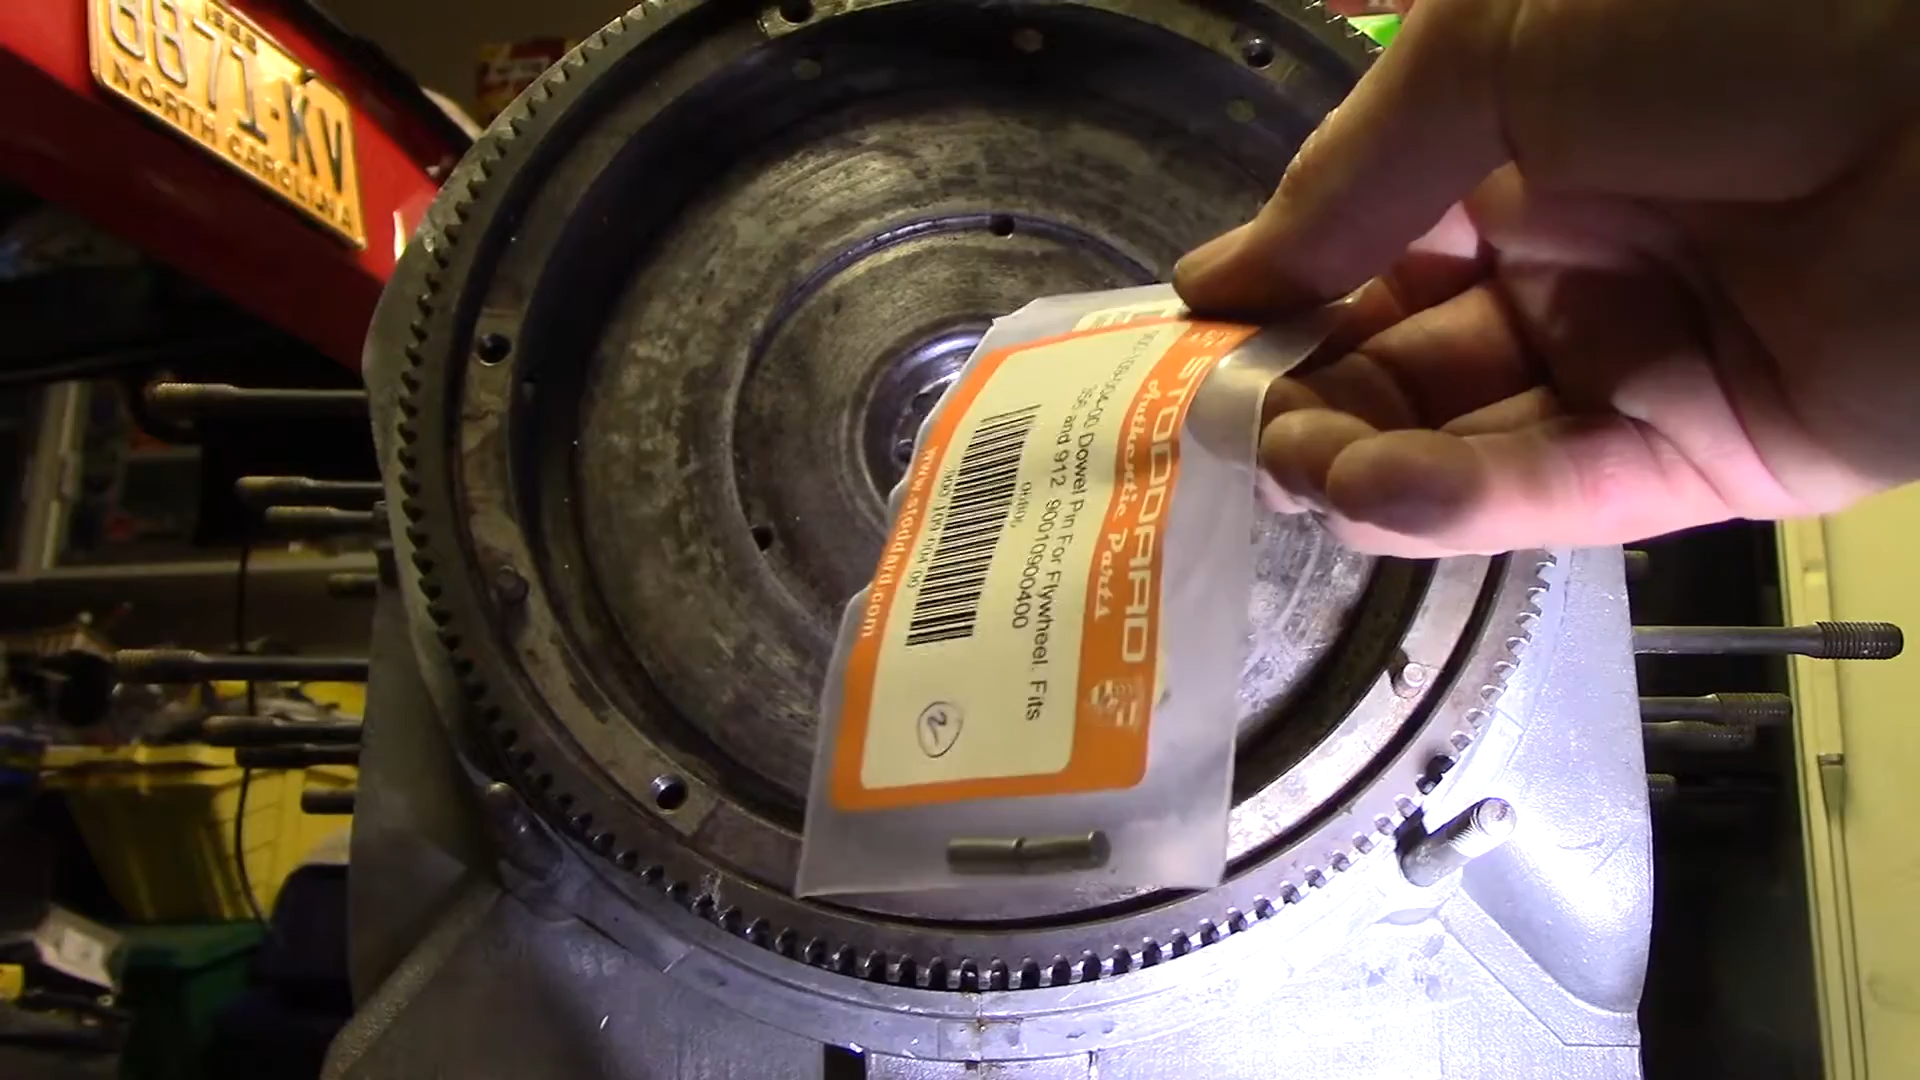 8871-KV
NORTH CAROLINA
STODDARD
Authentic Parts
Dowel Pin For Flywheel. Fits
356 and 912 90010900400
www.stoddard.com
2